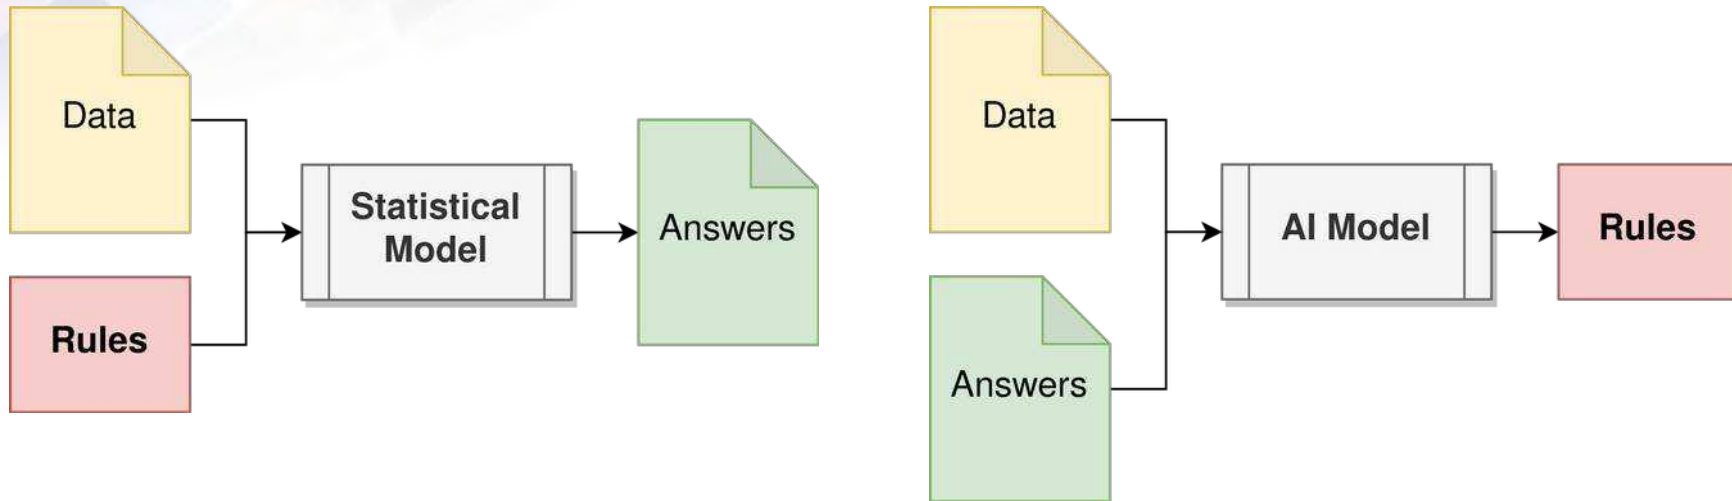 Data
Rules
Statistical
Model
Answers
Data
Answers
AI Model
Rules